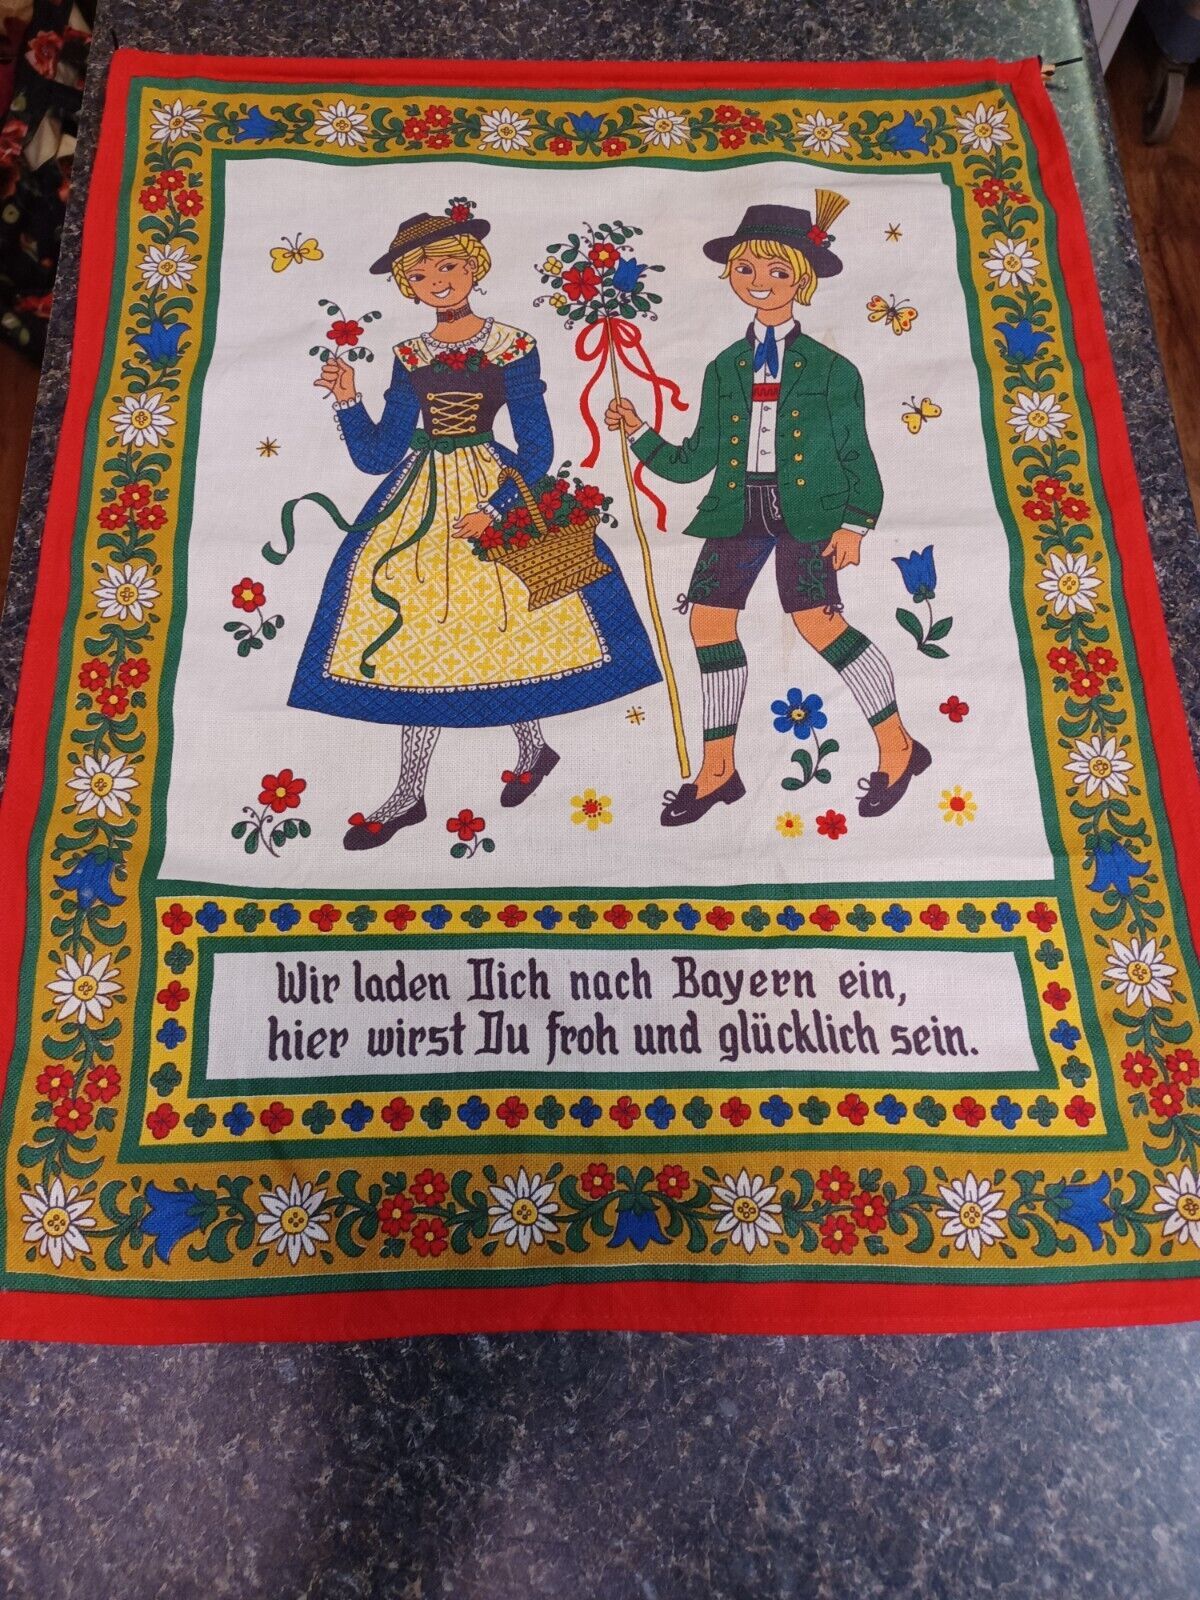 Wir laden Dich nach Bayern ein,
hier wirst Du froh und glücklich sein.